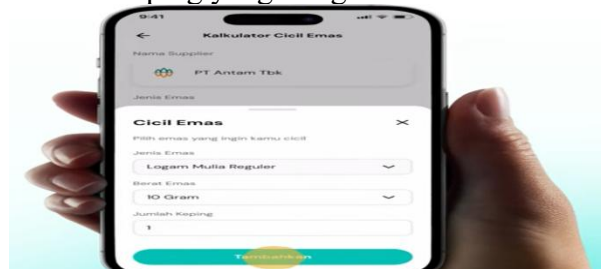 9:41
Kalkulator Cicil Emas
Nama Supplier
PT Antam Tbk
Jenis Emas
Cicil Emas
Pilih emas yang ingin kamu cicil
Jenis Emas
Logam Mulia Reguler
Berat Emas
10 Gram
Jumlah Keping
1
Tambahkan